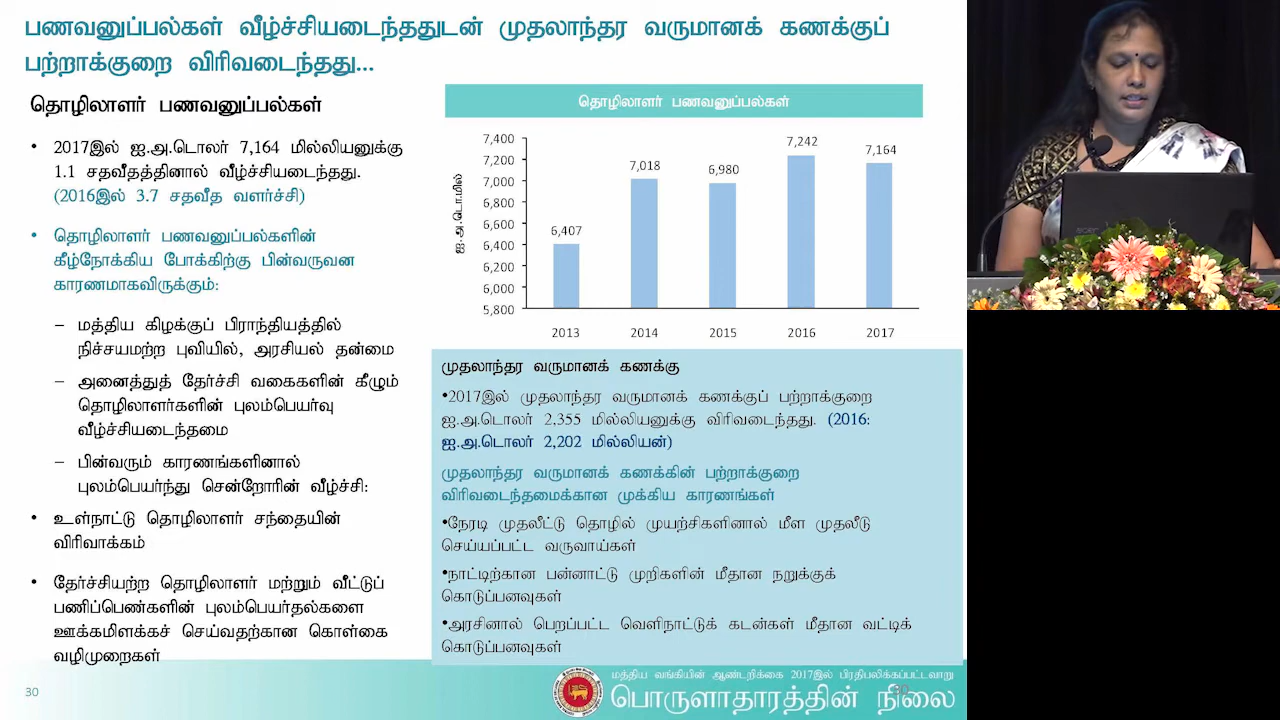 பணவனுப்பல்கள் வீழ்ச்சியடைந்ததுடன் முதலாந்தர வருமானக் கணக்குப்
பற்றாக்குறை விரிவடைந்தது...
தொழிலாளர் பணவனுப்பல்கள்
• 2017இல் ஐ.அ.டொலர் 7,164 மில்லியனுக்கு
1.1 சதவீதத்தினால் வீழ்ச்சியடைந்தது.
(2016இல் 3.7 சதவீத வளர்ச்சி)
• தொழிலாளர் பணவனுப்பல்களின்
கீழ்நோக்கிய போக்கிற்கு பின்வருவன
காரணமாகவிருக்கும்:
– மத்திய கிழக்குப் பிராந்தியத்தில்
நிச்சயமற்ற புவியில், அரசியல் தன்மை
– அனைத்துத் தேர்ச்சி வகைகளின் கீழும்
தொழிலாளர்களின் புலம்பெயர்வு
வீழ்ச்சியடைந்தமை
– பின்வரும் காரணங்களினால்
புலம்பெயர்ந்து சென்றோரின் வீழ்ச்சி:
• உள்நாட்டு தொழிலாளர் சந்தையின்
விரிவாக்கம்
• தேர்ச்சியற்ற தொழிலாளர் மற்றும் வீட்டுப்
பணிப்பெண்களின் புலம்பெயர்தல்களை
ஊக்கமிளக்கச் செய்வதற்கான கொள்கை
வழிமுறைகள்
தொழிலாளர் பணவனுப்பல்கள்
ஐ.அ.டொ.மில்
7,400
7,200
7,000
6,800
6,600
6,400
6,200
6,000
5,800
6,407
7,018
6,980
7,242
7,164
2013 2014 2015 2016 2017
முதலாந்தர வருமானக் கணக்கு
•2017இல் முதலாந்தர வருமானக் கணக்குப் பற்றாக்குறை
ஐ.அ.டொலர் 2,355 மில்லியனுக்கு விரிவடைந்தது. (2016:
ஐ.அ.டொலர் 2,202 மில்லியன்)
முதலாந்தர வருமானக் கணக்கின் பற்றாக்குறை
விரிவடைந்தமைக்கான முக்கிய காரணங்கள்
•நேரடி முதலீட்டு தொழில் முயற்சிகளினால் மீள முதலீடு
செய்யப்பட்ட வருவாய்கள்
•நாட்டிற்கான பன்னாட்டு முறிகளின் மீதான நறுக்குக்
கொடுப்பனவுகள்
•அரசினால் பெறப்பட்ட வெளிநாட்டுக் கடன்கள் மீதான வட்டிக்
கொடுப்பனவுகள்
30
மத்திய வங்கியின் ஆண்டறிக்கை 2017இல் பிரதிபலிக்கப்பட்டவாறு
பொருளாதாரத்தின் நிலை
30